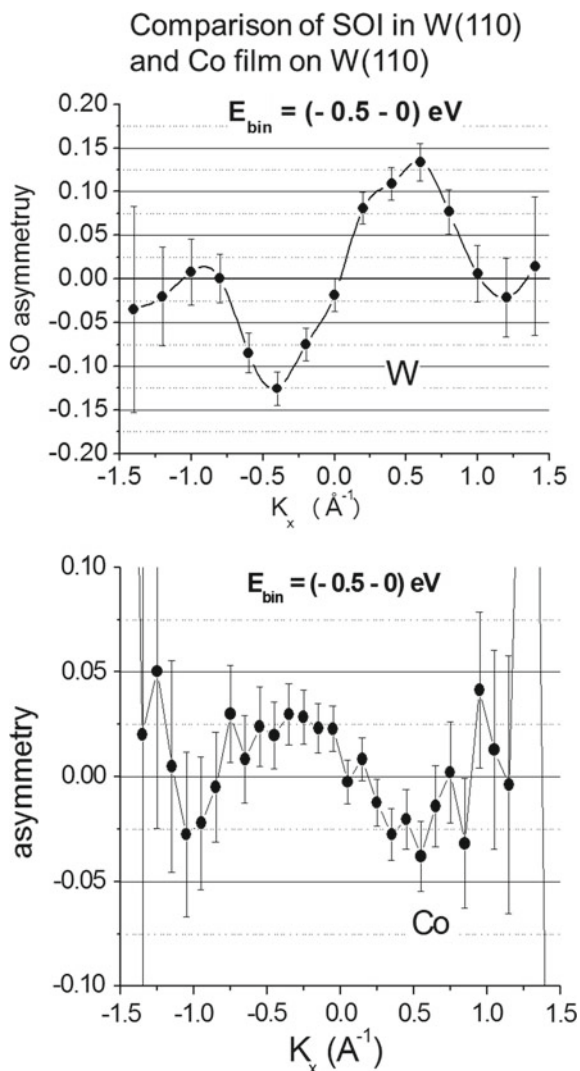 Comparison of SOI in W(110)
and Co film on W(110)
E_bin = (- 0.5 - 0) eV
0.20
0.15
0.10
0.05
0.00
-0.05
-0.10
-0.15
-0.20
SO asymmetruy
W
-1.5 -1.0 -0.5 0.0 0.5 1.0 1.5
K_x (Å^-1)
E_bin = (- 0.5 - 0) eV
0.10
0.05
0.00
-0.05
-0.10
asymmetry
Co
-1.5 -1.0 -0.5 0.0 0.5 1.0 1.5
K_x (A^-1)